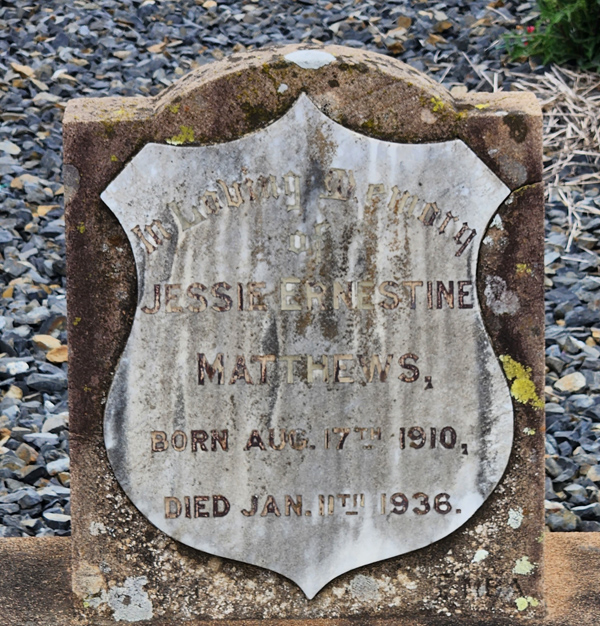 In Loving Memory
of
JESSIE ERNESTINE
MATTHEWS,
BORN AUG. 17TH 1910,
DIED JAN. 11TH 1936.